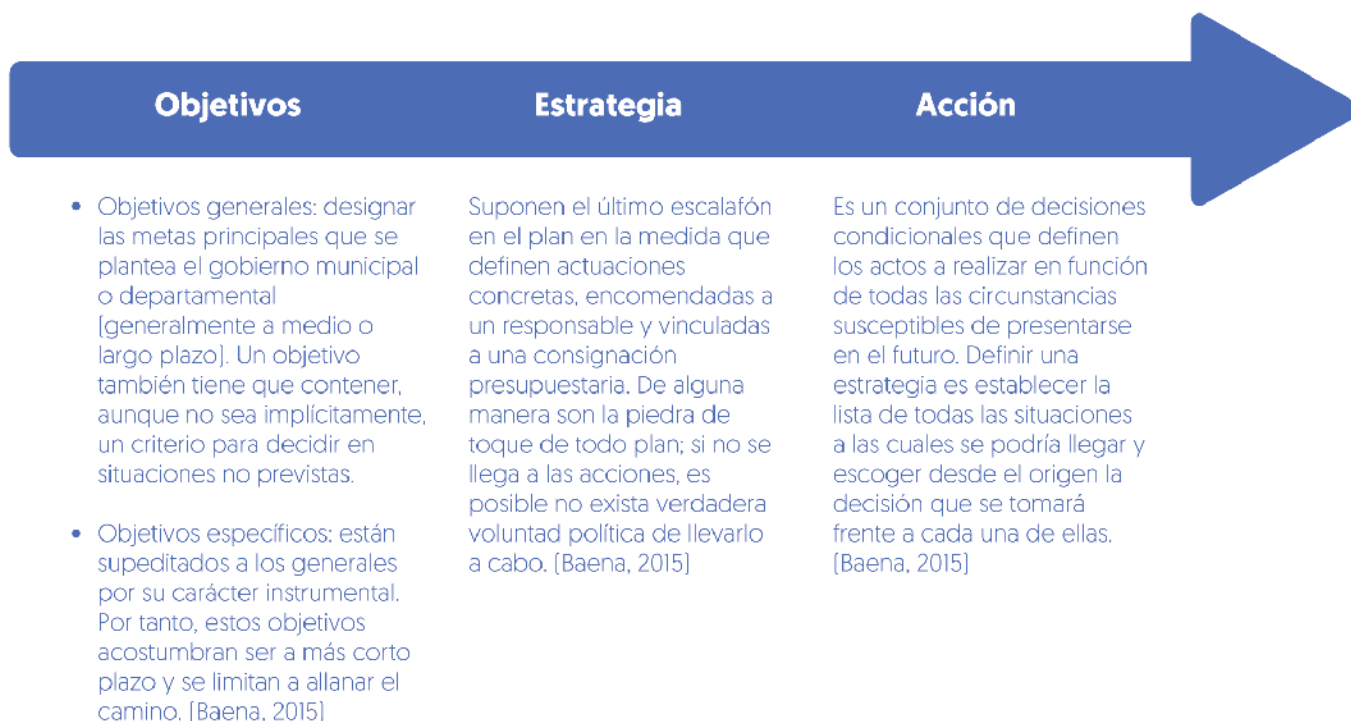 Objetivos
Estrategia
Acción
• Objetivos generales: designar
las metas principales que se
plantea el gobierno municipal
o departamental
(generalmente a medio o
largo plazo). Un objetivo
también tiene que contener,
aunque no sea implícitamente,
un criterio para decidir en
situaciones no previstas.
• Objetivos específicos: están
supeditados a los generales
por su carácter instrumental.
Por tanto, estos objetivos
acostumbran ser a más corto
plazo y se limitan a allanar el
camino. (Baena, 2015)
Suponen el último escalafón
en el plan en la medida que
definen actuaciones
concretas, encomendadas a
un responsable y vinculadas
a una consignación
presupuestaria. De alguna
manera son la piedra de
toque de todo plan; si no se
llega a las acciones, es
posible no exista verdadera
voluntad política de llevarlo
a cabo. (Baena, 2015)
Es un conjunto de decisiones
condicionales que definen
los actos a realizar en función
de todas las circunstancias
susceptibles de presentarse
en el futuro. Definir una
estrategia es establecer la
lista de todas las situaciones
a las cuales se podría llegar y
escoger desde el origen la
decisión que se tomará
frente a cada una de ellas.
(Baena, 2015)